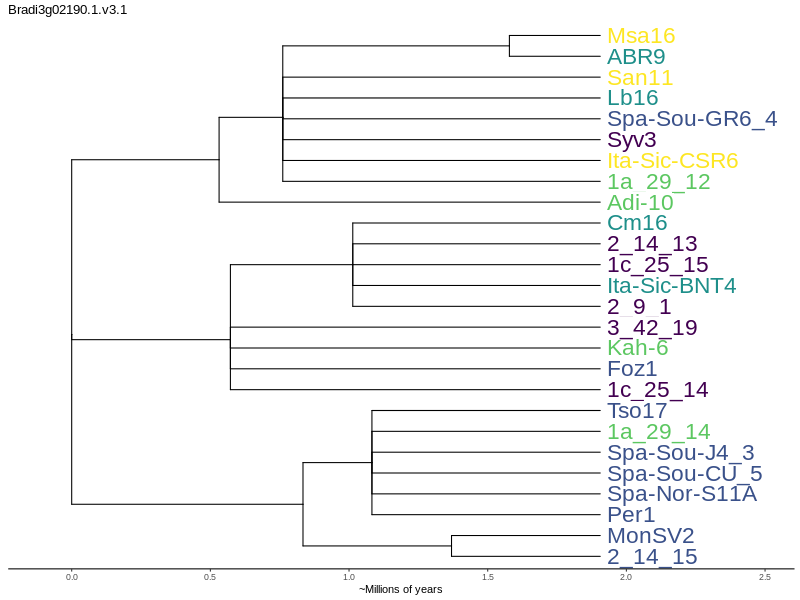 Bradi3g02190.1.v3.1
Msa16
ABR9
San11
Lb16
Spa-Sou-GR6_4
Syv3
Ita-Sic-CSR6
1a_29_12
Adi-10
Cm16
2_14_13
1c_25_15
Ita-Sic-BNT4
2_9_1
3_42_19
Kah-6
Foz1
1c_25_14
Tso17
1a_29_14
Spa-Sou-J4_3
Spa-Sou-CU_5
Spa-Nor-S11A
Per1
MonSV2
2_14_15
0.0 0.5 1.0 1.5 2.0 2.5
~Millions of years